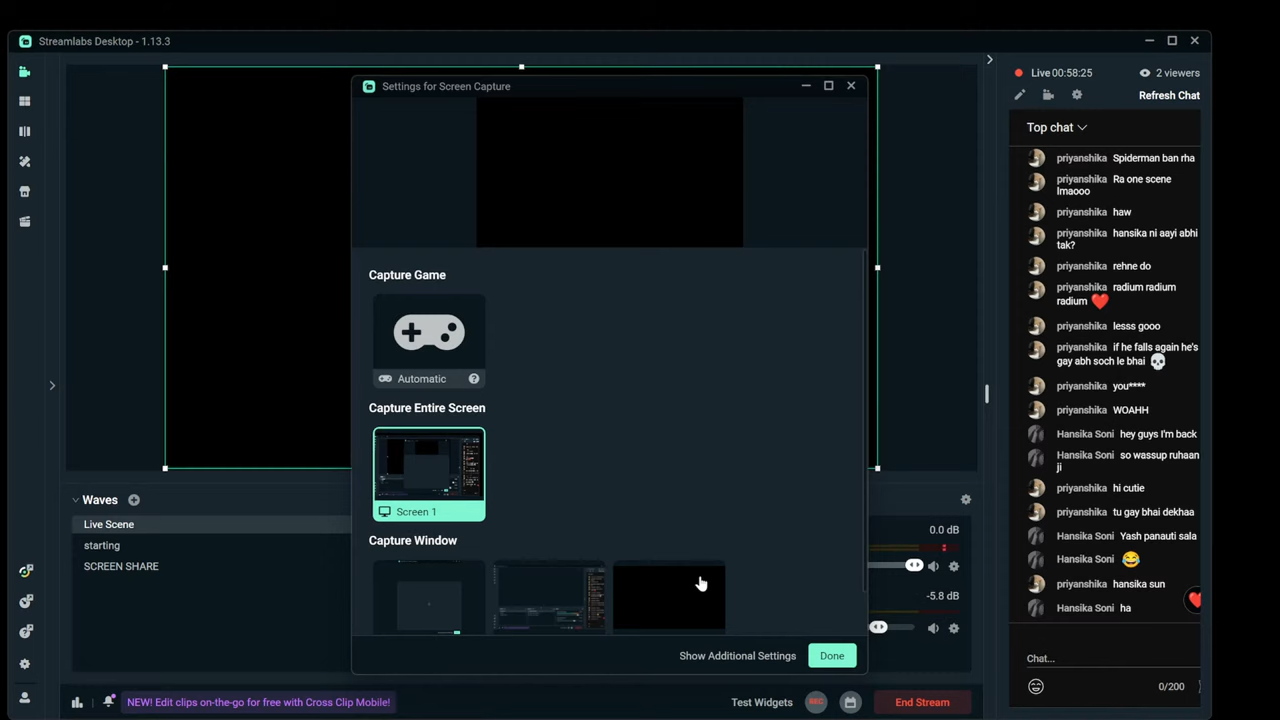 Streamlabs Desktop - 1.13.3
Settings for Screen Capture
Live 00:58:25
2 viewers
Refresh Chat
Top chat
priyanshika Spiderman ban rha
priyanshika Ra one scene
lmaooo
priyanshika haw
priyanshika hansika ni aayi abhi
tak?
priyanshika rehne do
priyanshika radium radium
radium ❤️
priyanshika lesss gooo
priyanshika if he falls again he's
gay abh soch le bhai 💀
priyanshika you****
priyanshika WOAHH
Hansika Soni hey guys I'm back
Hansika Soni so wassup ruhaan
ji
priyanshika hi cutie
priyanshika tu gay bhai dekhaa
Hansika Soni Yash panauti sala
Hansika Soni 😂
priyanshika hansika sun
Hansika Soni ha
Chat...
0/200
Capture Game
Automatic
Capture Entire Screen
Screen 1
Capture Window
Show Additional Settings
Done
Waves
Live Scene
starting
SCREEN SHARE
0.0 dB
-5.8 dB
NEW! Edit clips on-the-go for free with Cross Clip Mobile!
Test Widgets
REC
End Stream